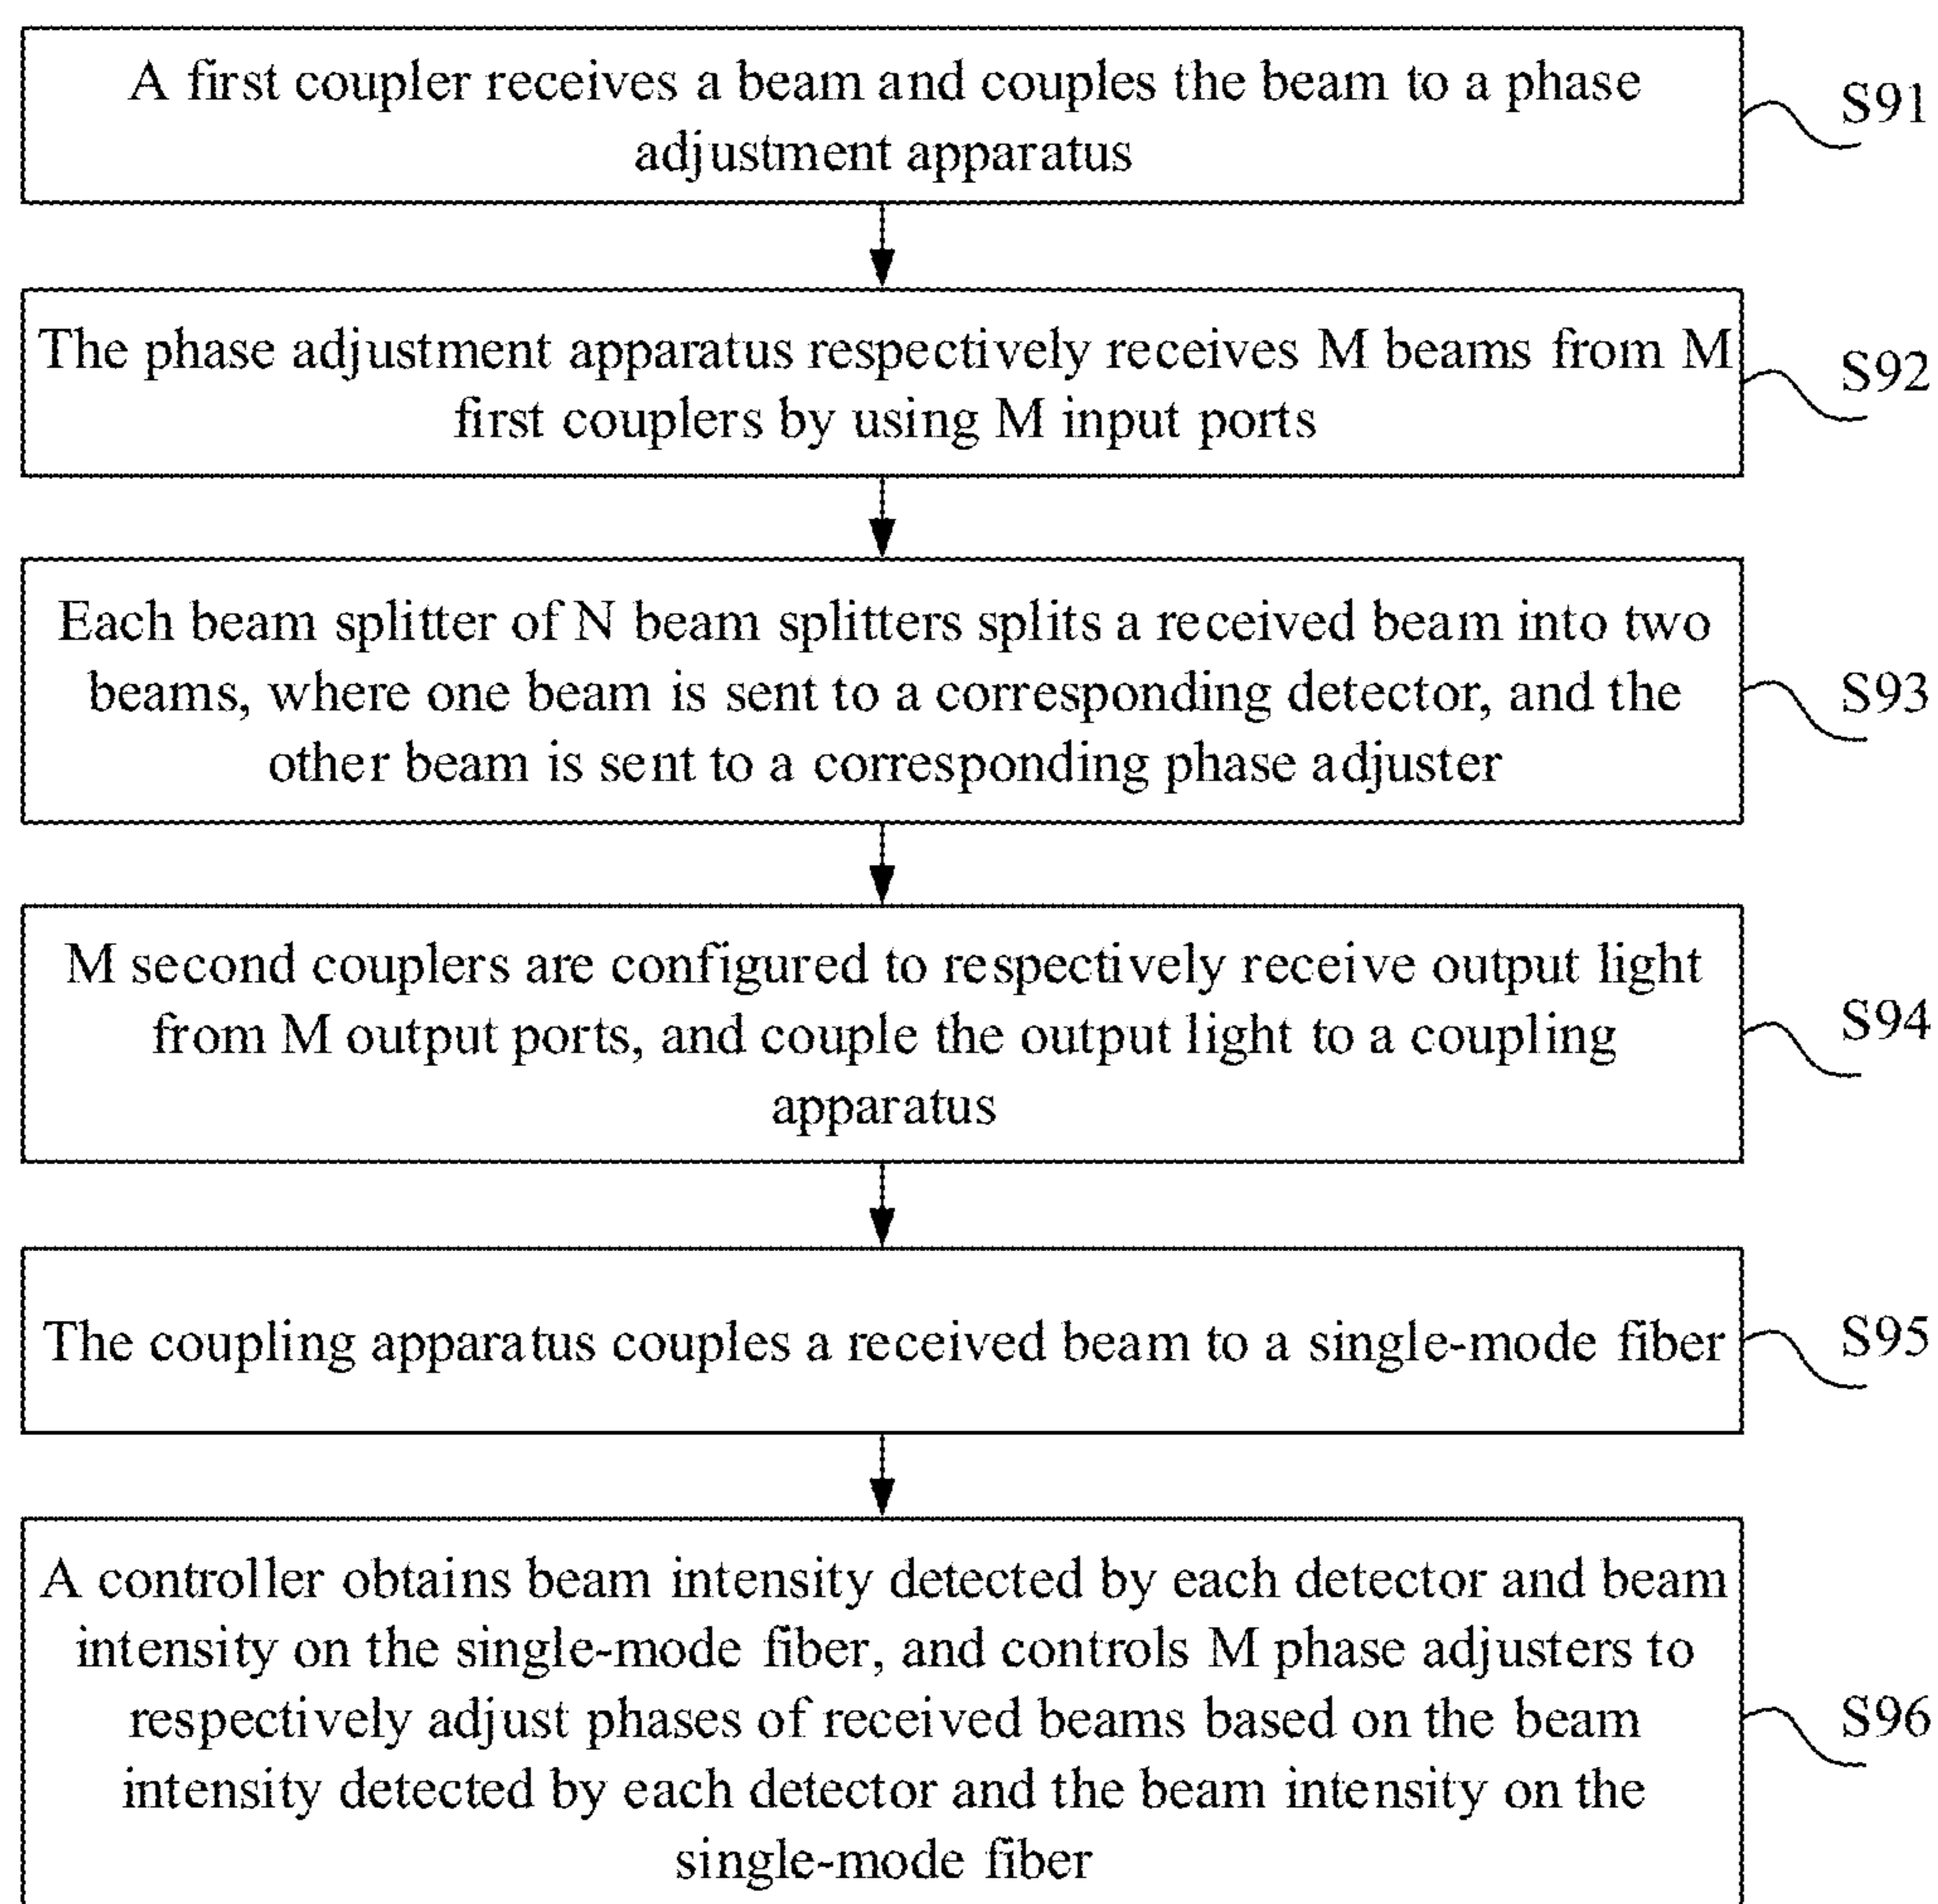 A first coupler receives a beam and couples the beam to a phase
adjustment apparatus
S91
The phase adjustment apparatus respectively receives M beams from M
first couplers by using M input ports
S92
Each beam splitter of N beam splitters splits a received beam into two
beams, where one beam is sent to a corresponding detector, and the
other beam is sent to a corresponding phase adjuster
S93
M second couplers are configured to respectively receive output light
from M output ports, and couple the output light to a coupling
apparatus
S94
The coupling apparatus couples a received beam to a single-mode fiber
S95
A controller obtains beam intensity detected by each detector and beam
intensity on the single-mode fiber, and controls M phase adjusters to
respectively adjust phases of received beams based on the beam
intensity detected by each detector and the beam intensity on the
single-mode fiber
S96